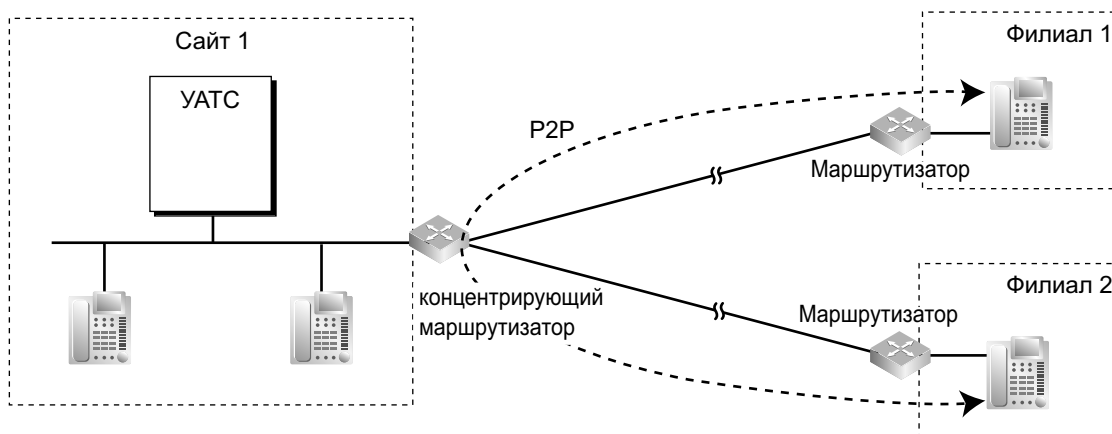 Сайт 1
УАТС
P2P
Филиал 1
Маршрутизатор
концентрирующий
маршрутизатор
Филиал 2
Маршрутизатор